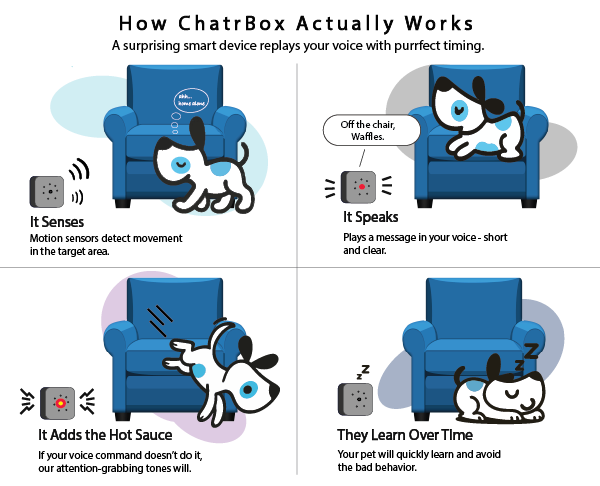 How ChatrBox Actually Works
A surprising smart device replays your voice with purrfect timing.
ahh...
home alone
It Senses
Motion sensors detect movement
in the target area.
Off the chair,
Waffles.
It Speaks
Plays a message in your voice - short
and clear.
It Adds the Hot Sauce
If your voice command doesn't do it,
our attention-grabbing tones will.
z z Z
z z Z
They Learn Over TIme
Your pet will quickly learn and avoid
the bad behavior.